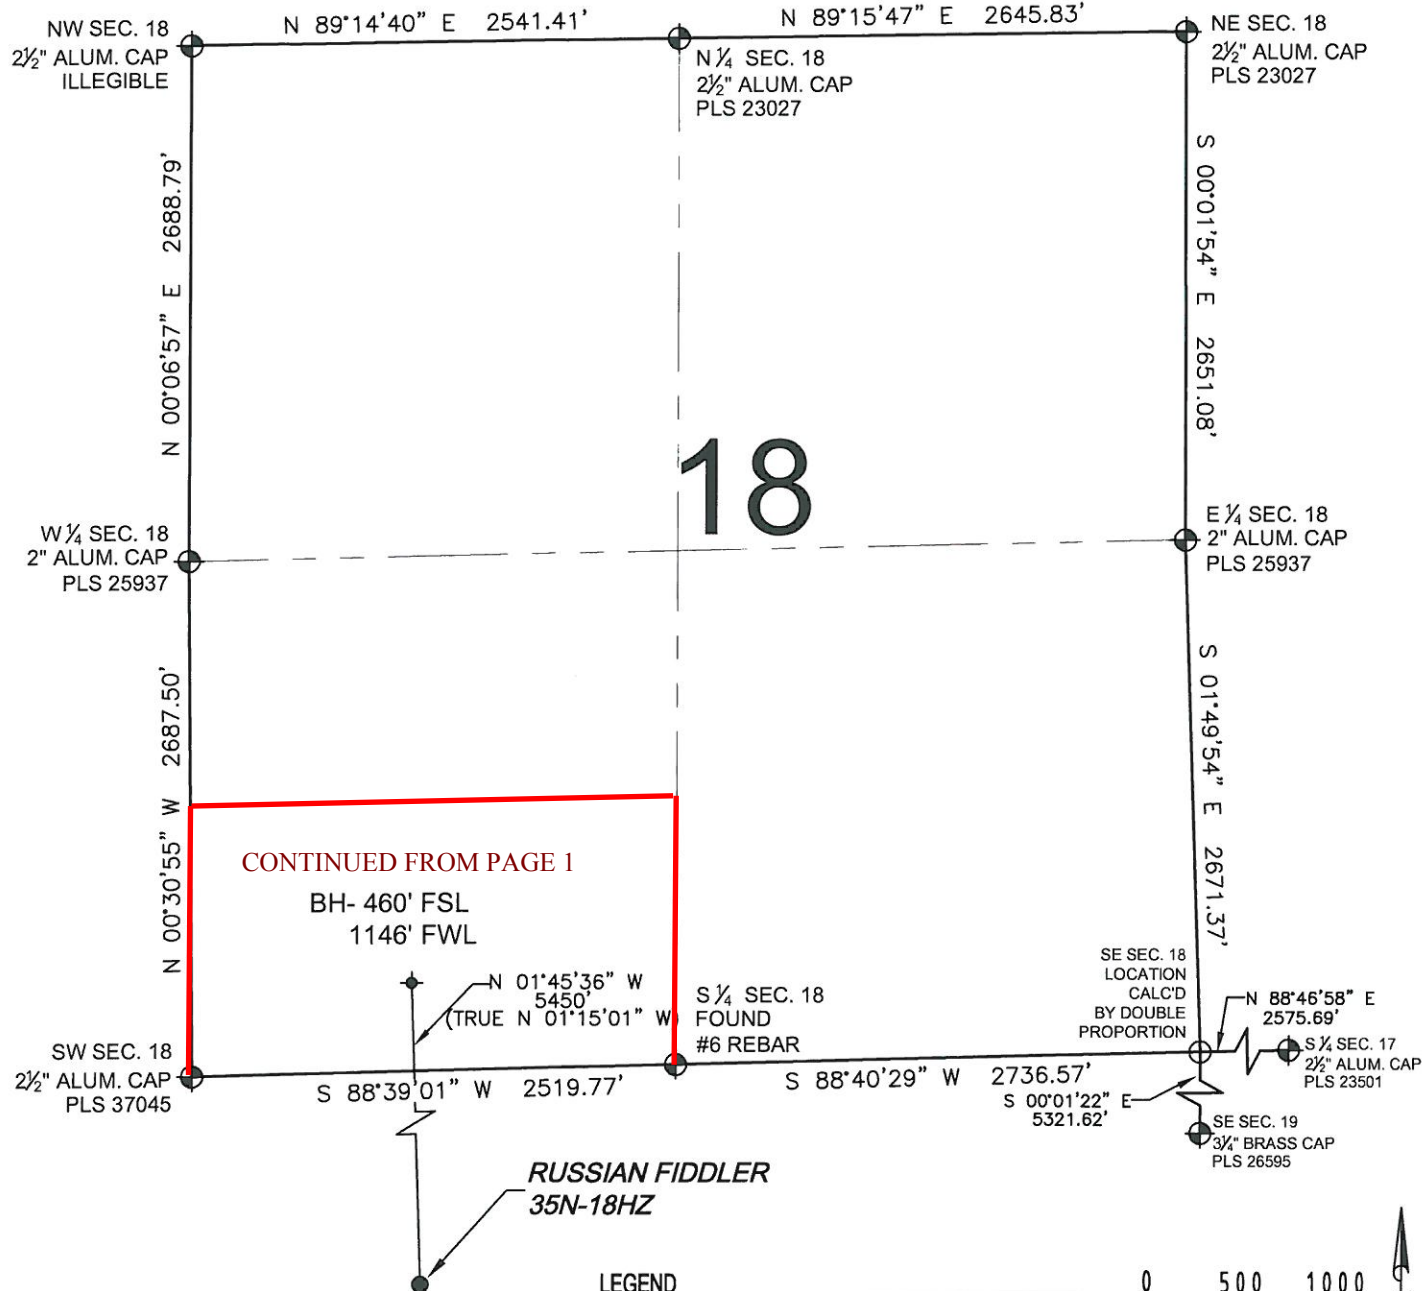 NW SEC. 18
2½" ALUM. CAP
ILLEGIBLE
N 89°14'40" E 2541.41'
N 89°15'47" E 2645.83'
N ¼ SEC. 18
2½" ALUM. CAP
PLS 23027
NE SEC. 18
2½" ALUM. CAP
PLS 23027
N 00°06'57" E 2688.79'
S 00°01'54" E 2651.08'
18
W ¼ SEC. 18
2" ALUM. CAP
PLS 25937
E ¼ SEC. 18
2" ALUM. CAP
PLS 25937
N 00°30'55" W 2687.50'
S 01°49'54" E 2671.37'
CONTINUED FROM PAGE 1
BH- 460' FSL
1146' FWL
N 01°45'36" W
5450'
(TRUE N 01°15'01" W)
S ¼ SEC. 18
FOUND
#6 REBAR
SE SEC. 18
LOCATION
CALC'D
BY DOUBLE
PROPORTION
N 88°46'58" E
2575.69'
S ¼ SEC. 17
2½" ALUM. CAP
PLS 23501
SW SEC. 18
2½" ALUM. CAP
PLS 37045
S 88°39'01" W 2519.77'
S 88°40'29" W 2736.57'
S 00°01'22" E
5321.62'
SE SEC. 19
3¼" BRASS CAP
PLS 26595
RUSSIAN FIDDLER
35N-18HZ
LEGEND
0 500 1000